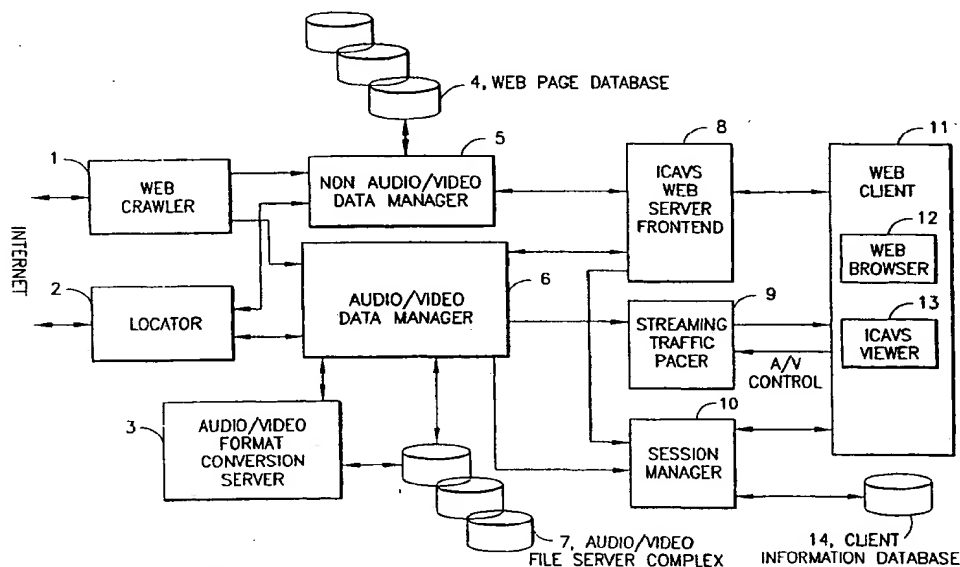 4, WEB PAGE DATABASE
1
WEB
CRAWLER
5
NON AUDIO/VIDEO
DATA MANAGER
8
ICAVS
WEB
SERVER
FRONTEND
11
WEB
CLIENT
12
WEB
BROWSER
INTERNET
2
LOCATOR
AUDIO/VIDEO
DATA MANAGER
6
9
STREAMING
TRAFFIC
PACER
13
ICAVS
VIEWER
A/V
CONTROL
3
AUDIO/VIDEO
FORMAT
CONVERSION
SERVER
10
SESSION
MANAGER
7, AUDIO/VIDEO
FILE SERVER COMPLEX
14, CLIENT
INFORMATION DATABASE